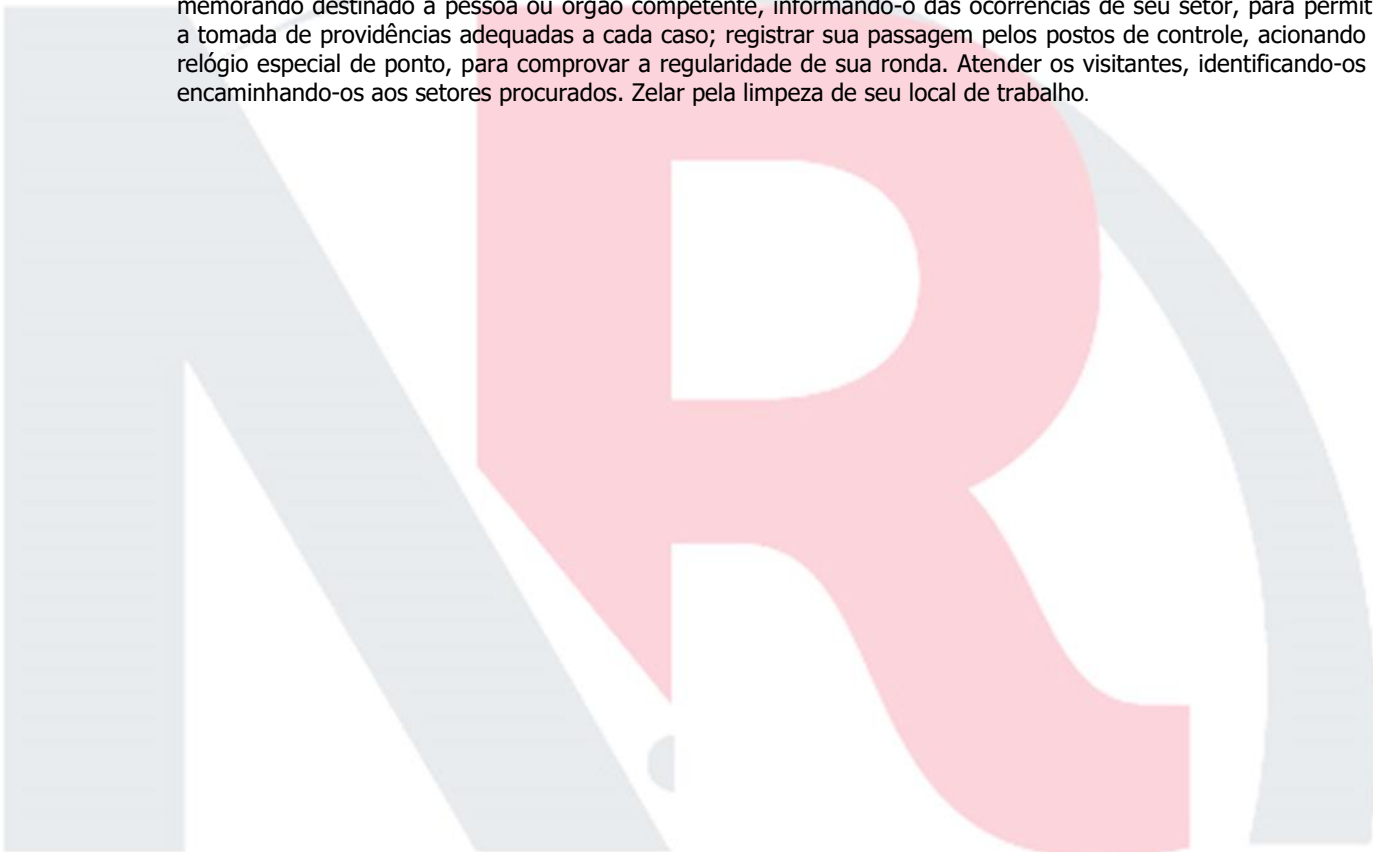 memorando destinado à pessoa ou órgão competente, informando-o das ocorrências de seu setor, para permit
a tomada de providências adequadas a cada caso; registrar sua passagem pelos postos de controle, acionando
relógio especial de ponto, para comprovar a regularidade de sua ronda. Atender os visitantes, identificando-os
encaminhando-os aos setores procurados. Zelar pela limpeza de seu local de trabalho.